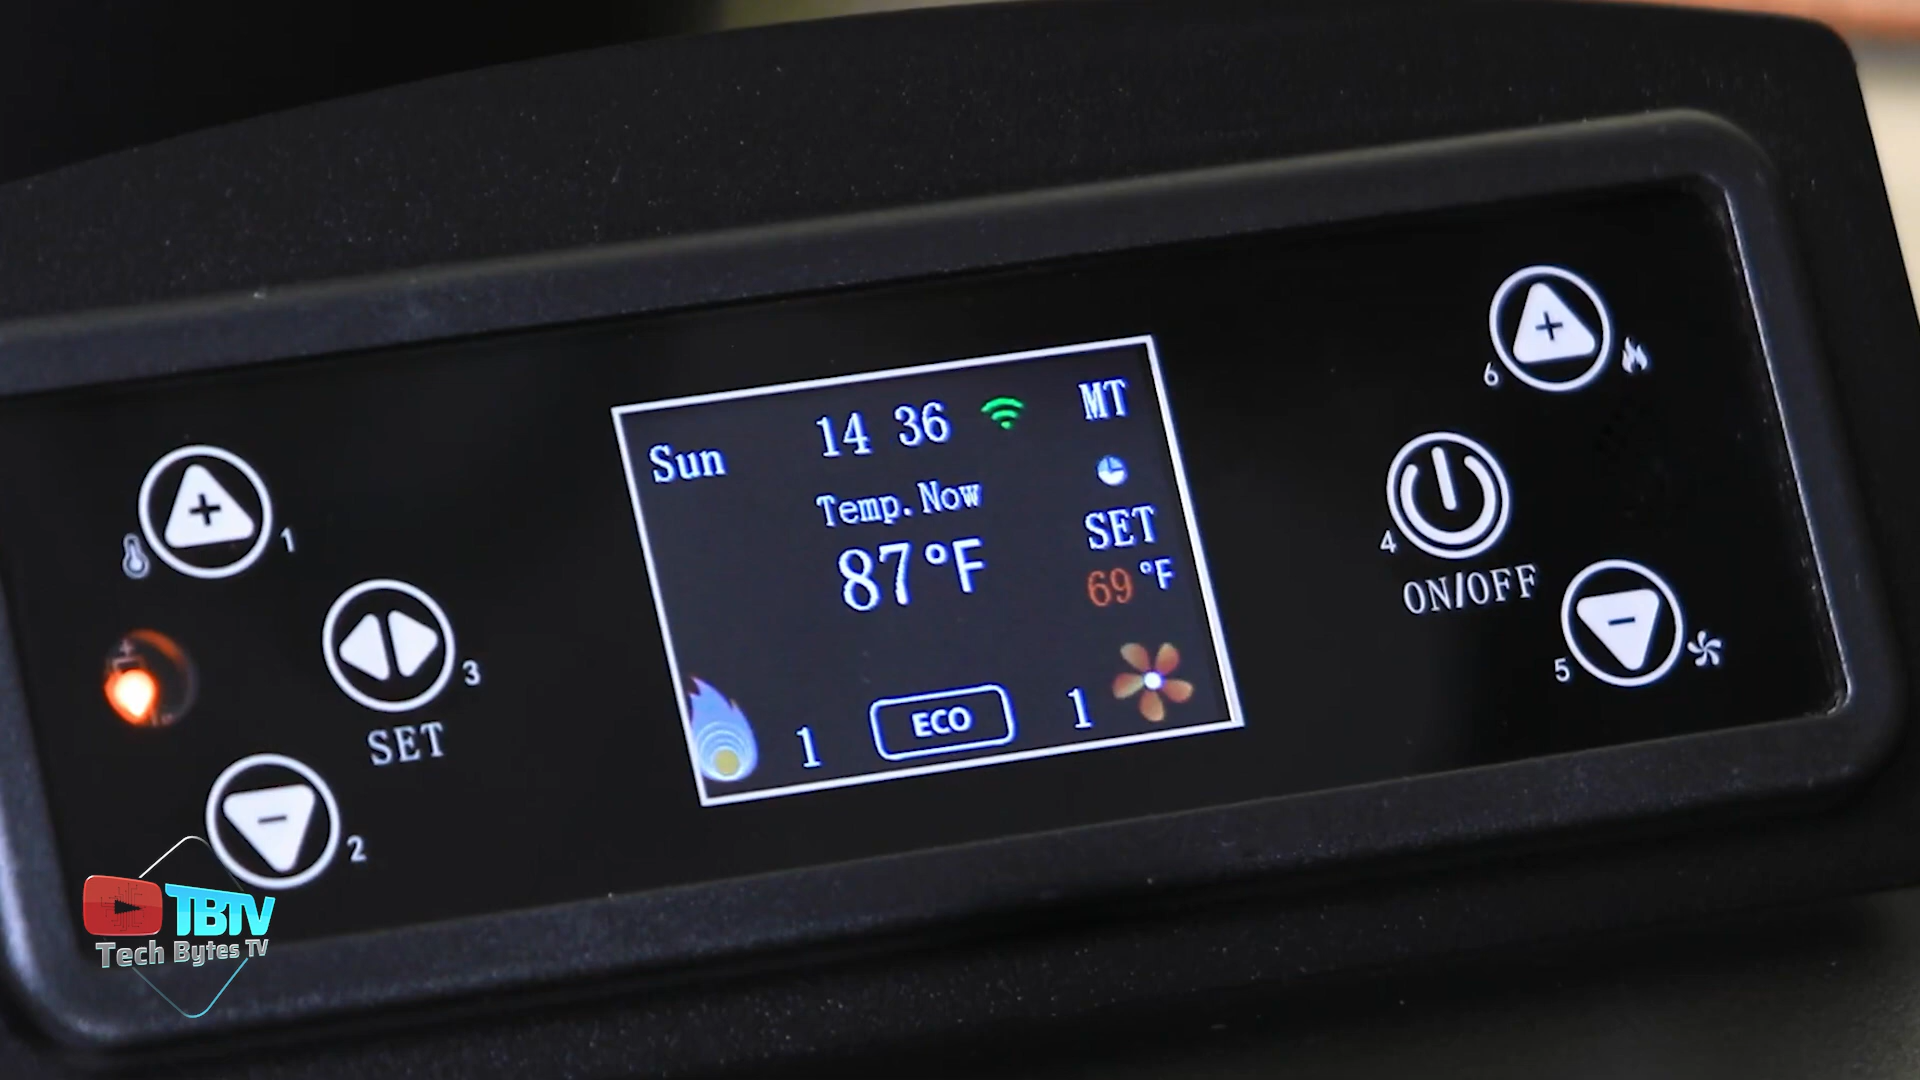 Sun
14 36
MT
Temp.Now
87°F
SET
69 °F
1
ECO
1
+
1
3
SET
-
2
+
6
4
ON/OFF
-
5
TBTV
Tech Bytes TV